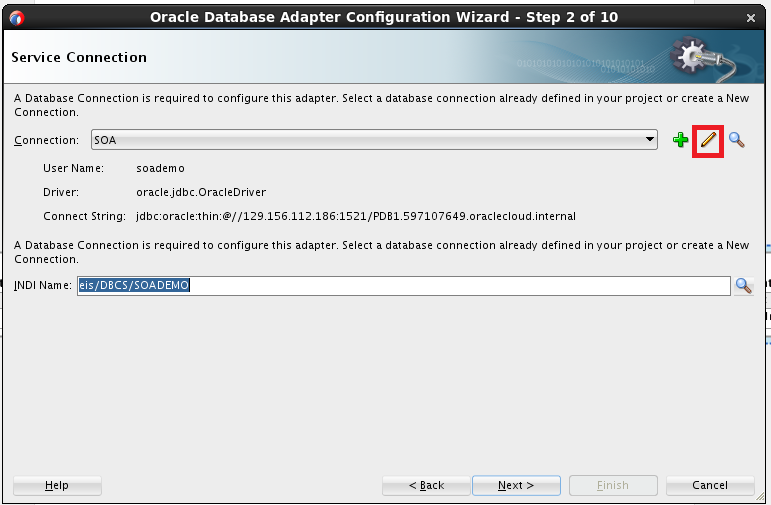 Oracle Database Adapter Configuration Wizard - Step 2 of 10
Service Connection
A Database Connection is required to configure this adapter. Select a database connection already defined in your project or create a New
Connection.
Connection: SOA
User Name: soademo
Driver: oracle.jdbc.OracleDriver
Connect String: jdbc:oracle:thin:@//129.156.112.186:1521/PDB1.597107649.oraclecloud.internal
A Database Connection is required to configure this adapter. Select a database connection already defined in your project or create a New
Connection.
JNDI Name: eis/DBCS/SOADEMO
Help < Back Next > Finish Cancel